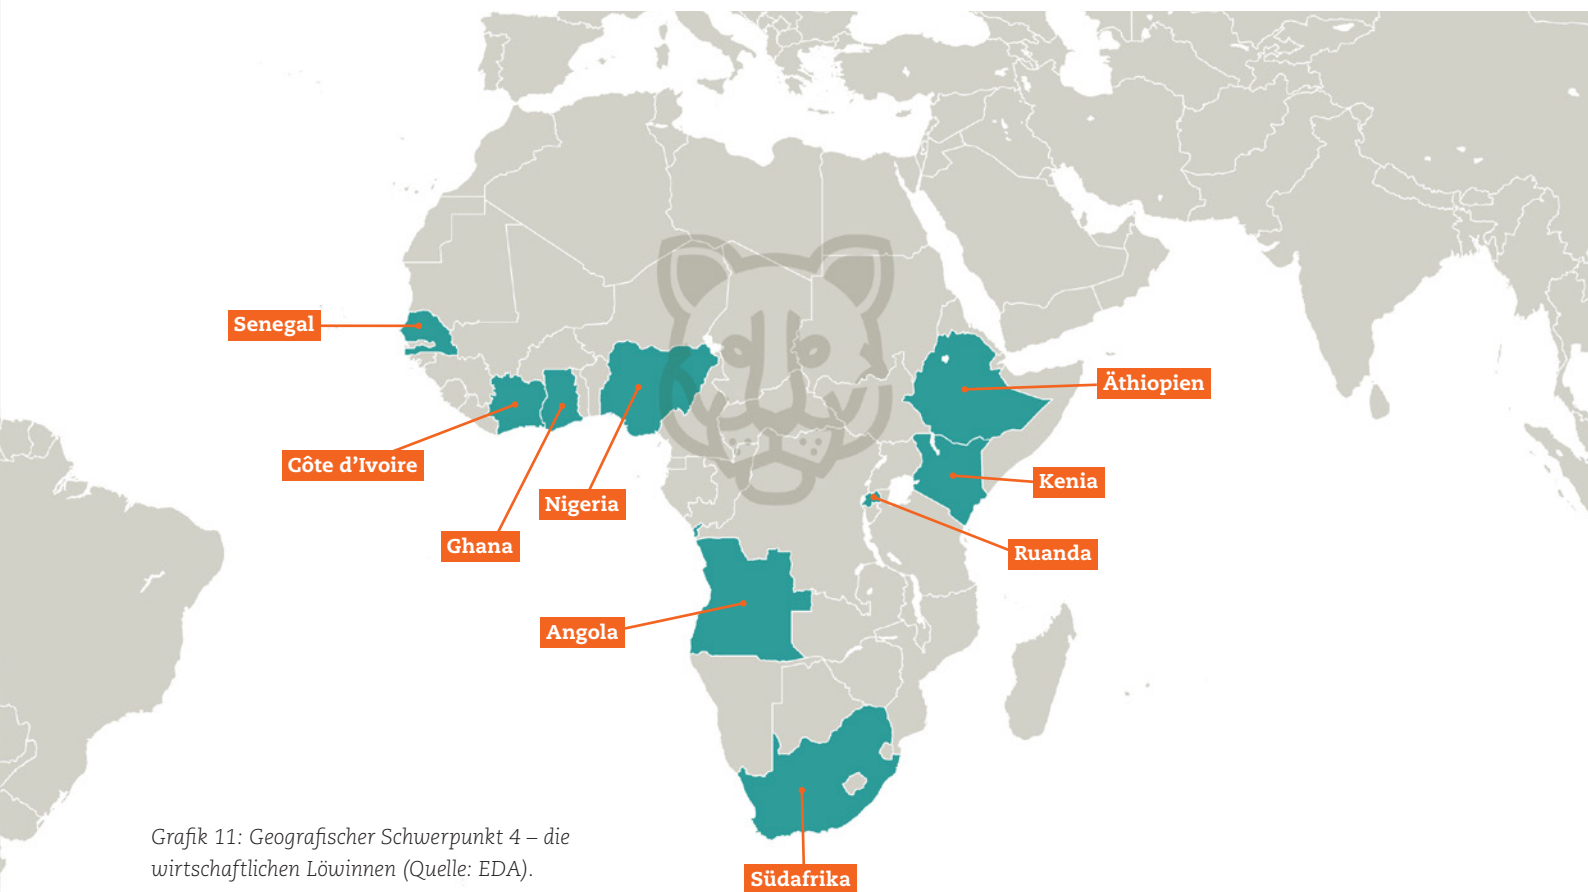 Senegal
Äthiopien
Côte d'Ivoire
Kenia
Nigeria
Ghana
Ruanda
Angola
Grafik 11: Geografischer Schwerpunkt 4 – die
wirtschaftlichen Löwinnen (Quelle: EDA).
Südafrika